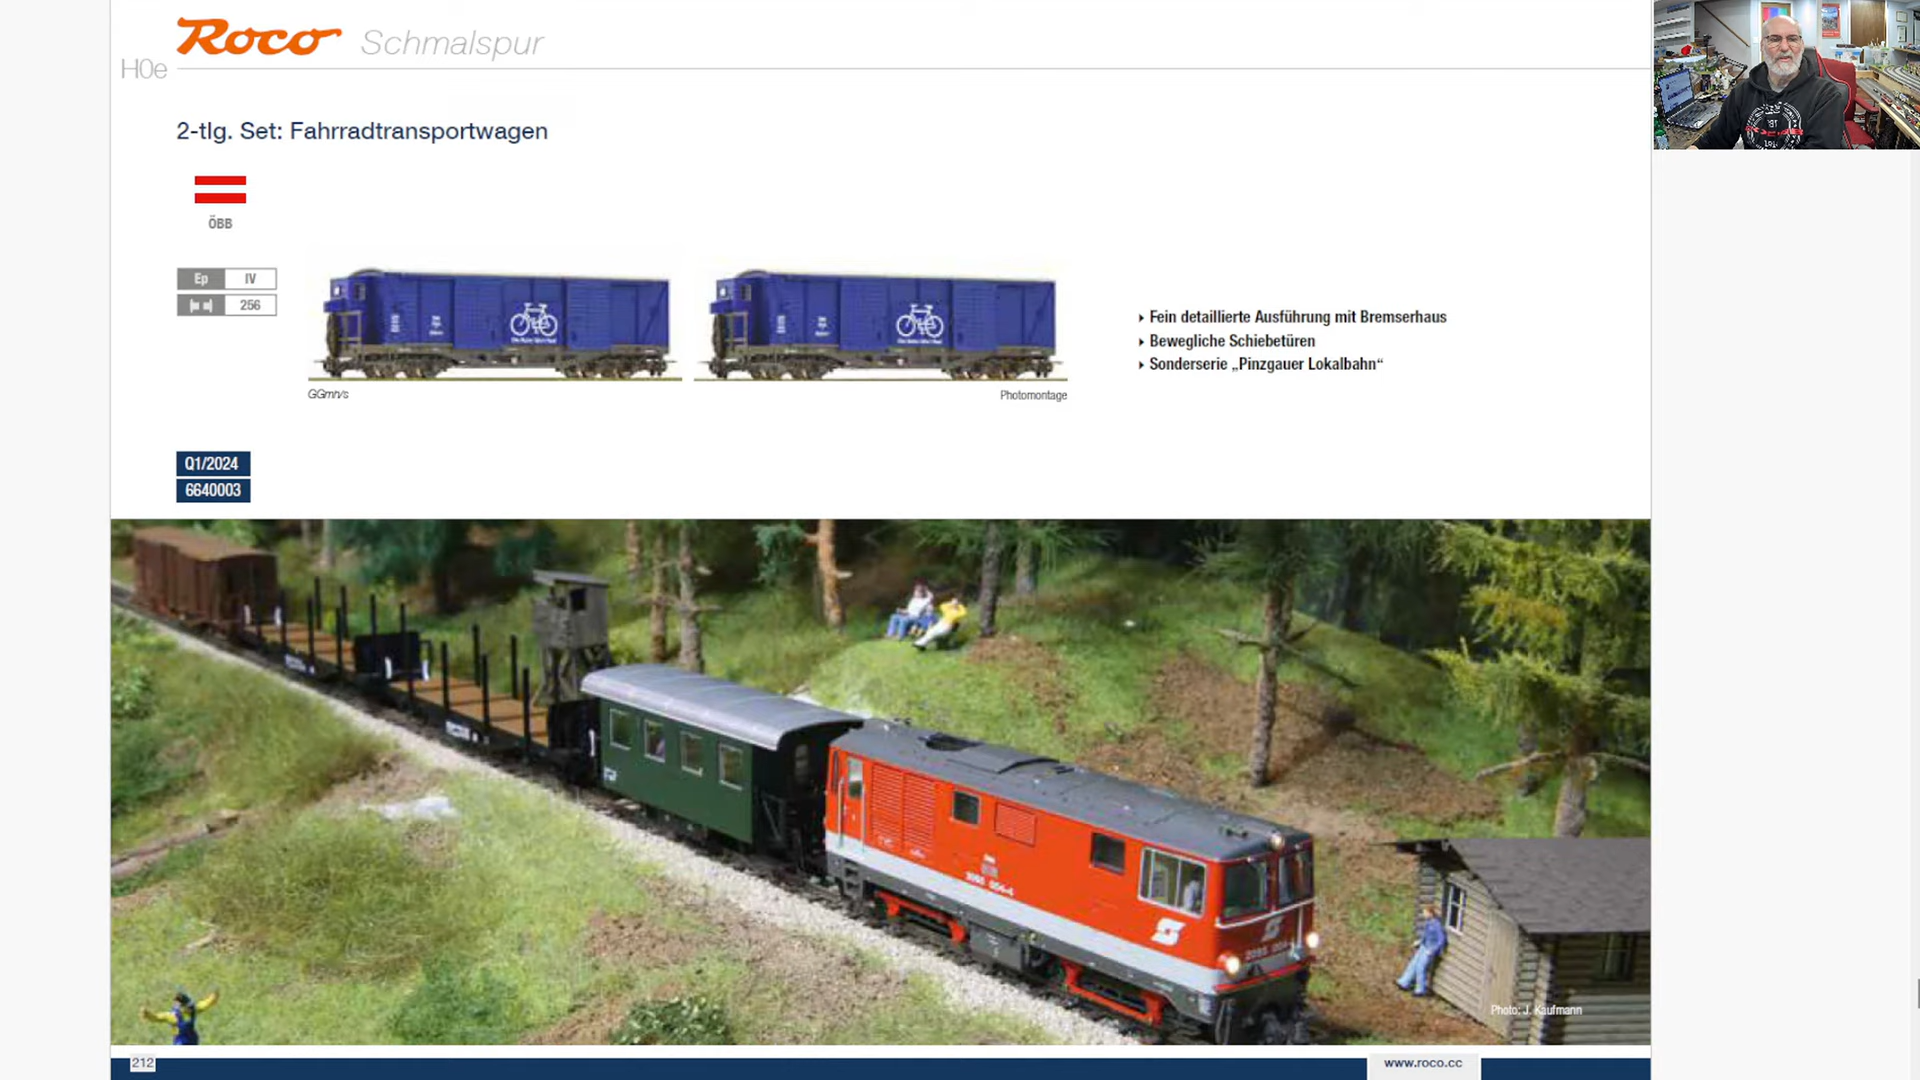 Roco Schmalspur
H0e
2-tlg. Set: Fahrradtransportwagen
ÖBB
Ep IV
256
GGmh/s
Photomontage
▸ Fein detaillierte Ausführung mit Bremserhaus
▸ Bewegliche Schiebetüren
▸ Sonderserie „Pinzgauer Lokalbahn“
Q1/2024
6640003
Photo: J. Kaufmann
212
www.roco.cc